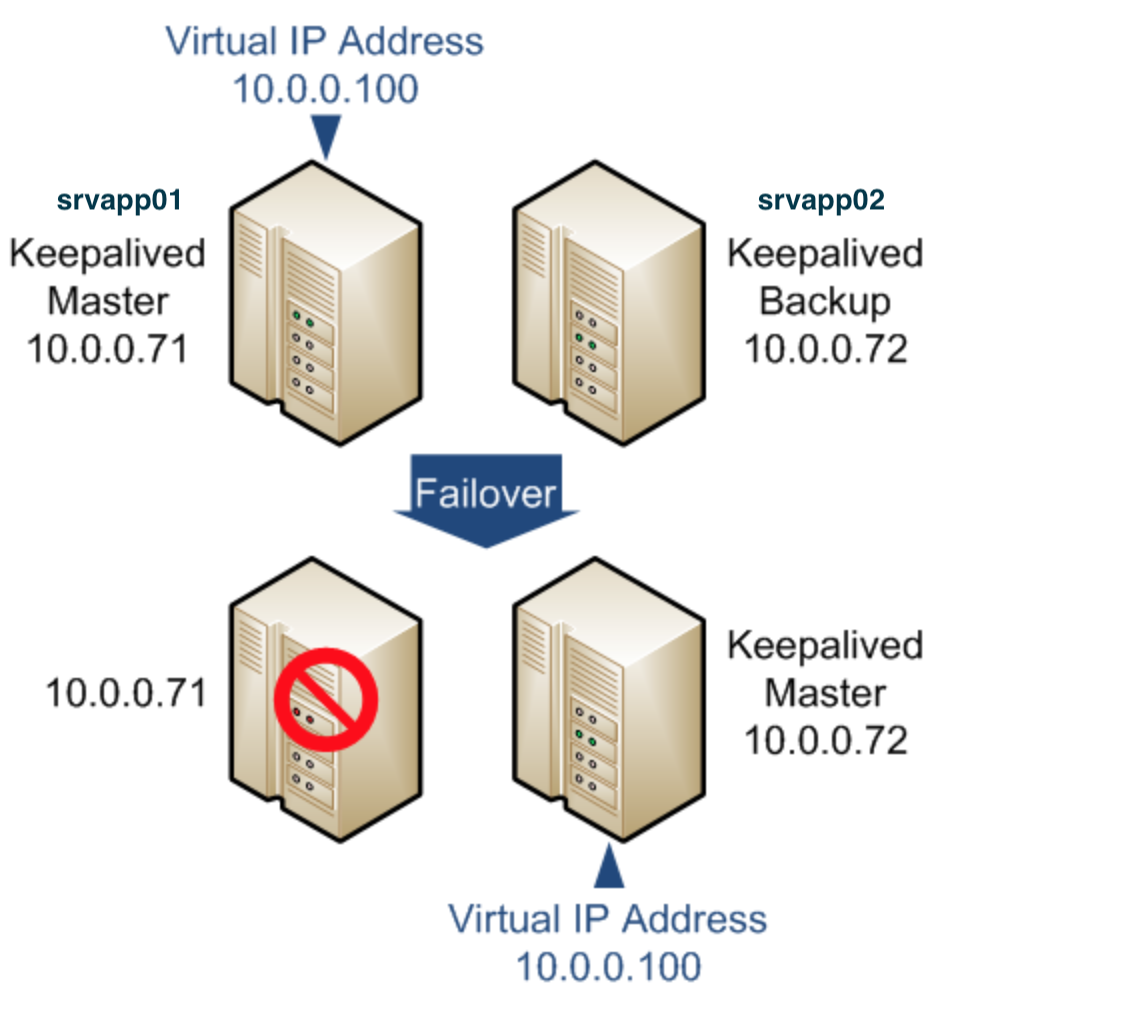 Virtual IP Address
10.0.0.100
srvapp01
Keepalived
Master
10.0.0.71
srvapp02
Keepalived
Backup
10.0.0.72
Failover
10.0.0.71
Keepalived
Master
10.0.0.72
Virtual IP Address
10.0.0.100